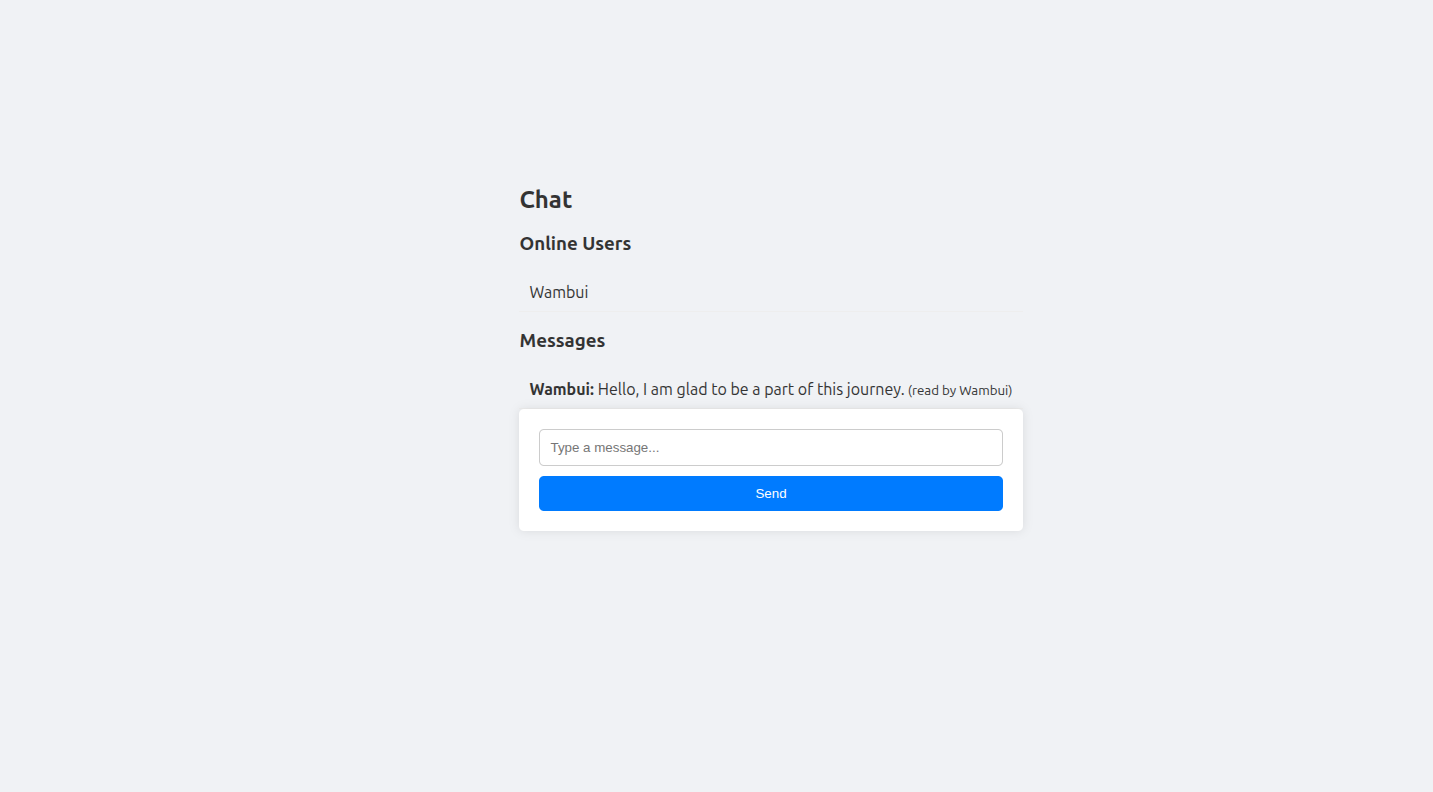 Chat
Online Users
Wambui
Messages
Wambui: Hello, I am glad to be a part of this journey. (read by Wambui)
Type a message...
Send